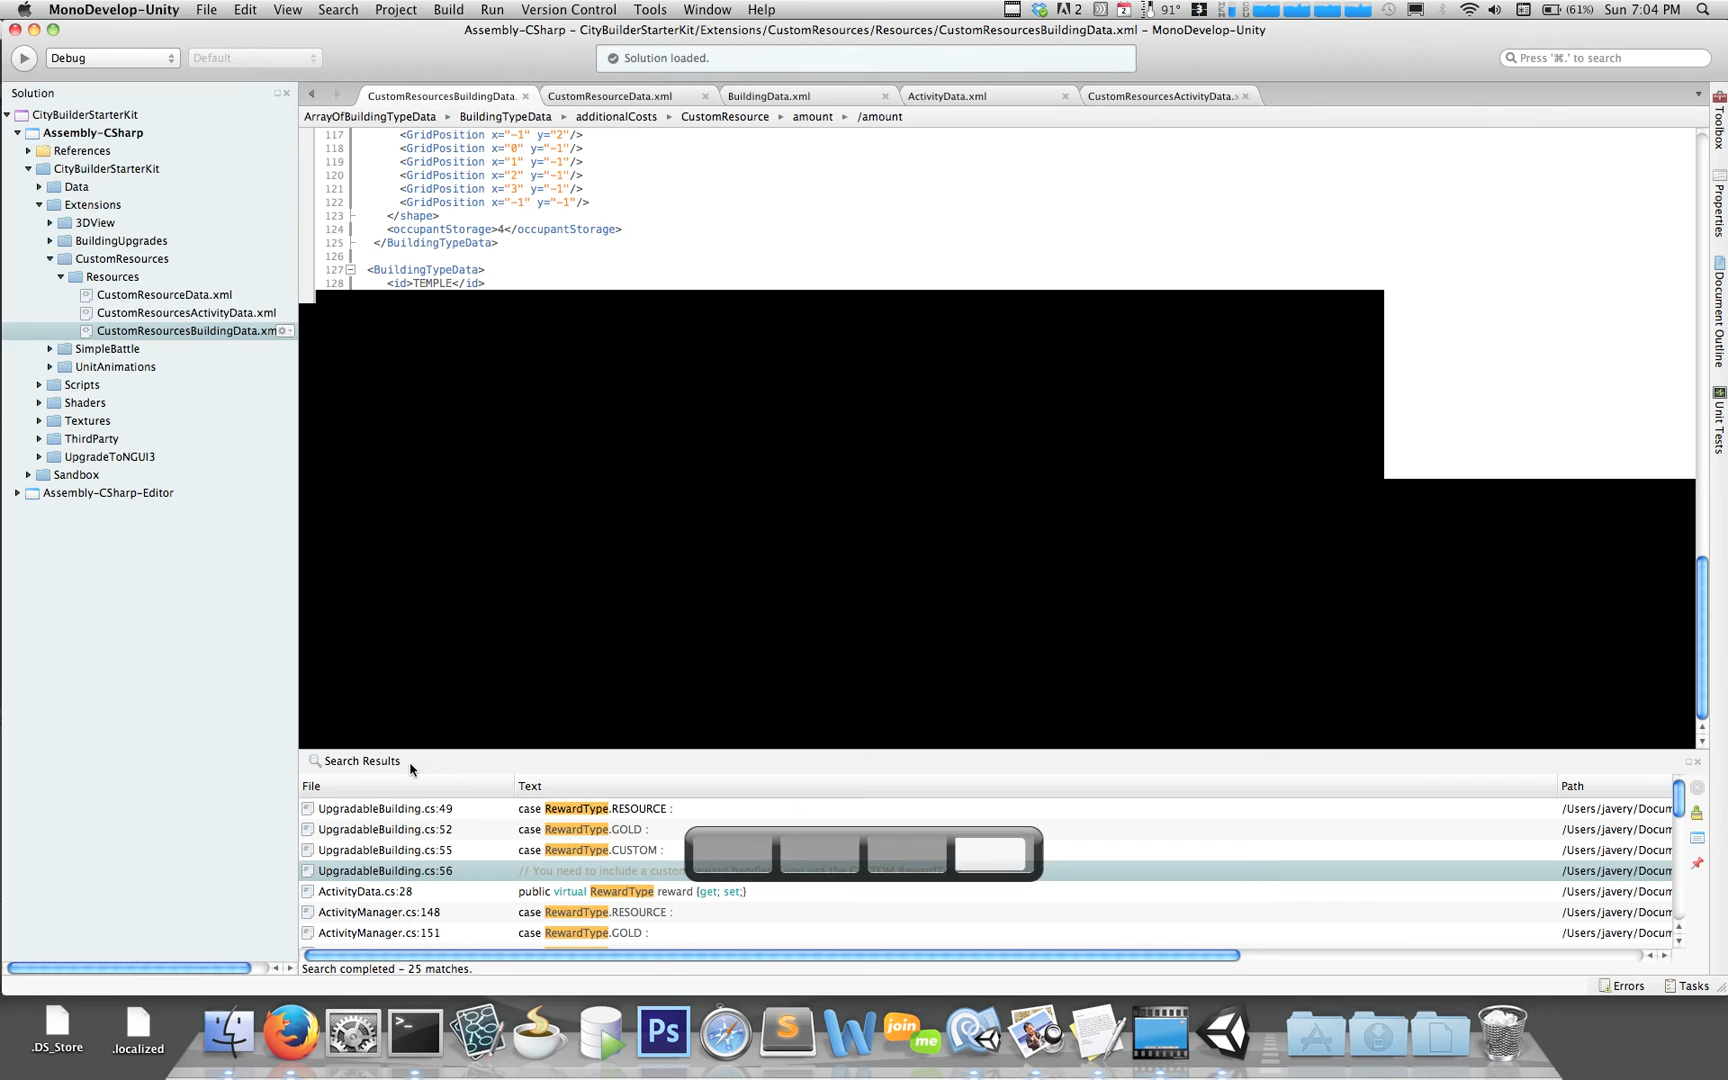 MonoDevelop-Unity File Edit View Search Project Build Run Version Control Tools Window Help 2 91° (61%) Sun 7:04 PM
Assembly-CSharp – CityBuilderStarterKit/Extensions/CustomResources/Resources/CustomResourcesBuildingData.xml – MonoDevelop-Unity
Debug Default Solution loaded. Press '⌘.' to search
Solution
CityBuilderStarterKit
Assembly-CSharp
References
CityBuilderStarterKit
Data
Extensions
3DView
BuildingUpgrades
CustomResources
Resources
CustomResourceData.xml
CustomResourcesActivityData.xml
CustomResourcesBuildingData.xm
SimpleBattle
UnitAnimations
Scripts
Shaders
Textures
ThirdParty
UpgradeToNGUI3
Sandbox
Assembly-CSharp-Editor
CustomResourcesBuildingData. CustomResourceData.xml BuildingData.xml ActivityData.xml CustomResourcesActivityData.
ArrayOfBuildingTypeData BuildingTypeData additionalCosts CustomResource amount /amount
117 <GridPosition x="-1" y="2"/>
118 <GridPosition x="0" y="-1"/>
119 <GridPosition x="1" y="-1"/>
120 <GridPosition x="2" y="-1"/>
121 <GridPosition x="3" y="-1"/>
122 <GridPosition x="-1" y="-1"/>
123 </shape>
124 <occupantStorage>4</occupantStorage>
125 </BuildingTypeData>
126
127 <BuildingTypeData>
128 <id>TEMPLE</id>
Toolbox
Properties
Document Outline
Unit Tests
Search Results
File Text Path
UpgradableBuilding.cs:49 case RewardType.RESOURCE : /Users/javery/Docum
UpgradableBuilding.cs:52 case RewardType.GOLD : /Users/javery/Docum
UpgradableBuilding.cs:55 case RewardType.CUSTOM : /Users/javery/Docum
UpgradableBuilding.cs:56 // You need to include a custom /Users/javery/Docum
ActivityData.cs:28 public virtual RewardType reward {get; set;} /Users/javery/Docum
ActivityManager.cs:148 case RewardType.RESOURCE : /Users/javery/Docum
ActivityManager.cs:151 case RewardType.GOLD : /Users/javery/Docum
Search completed – 25 matches.
Errors Tasks
Ps S W join me
.DS_Store .localized